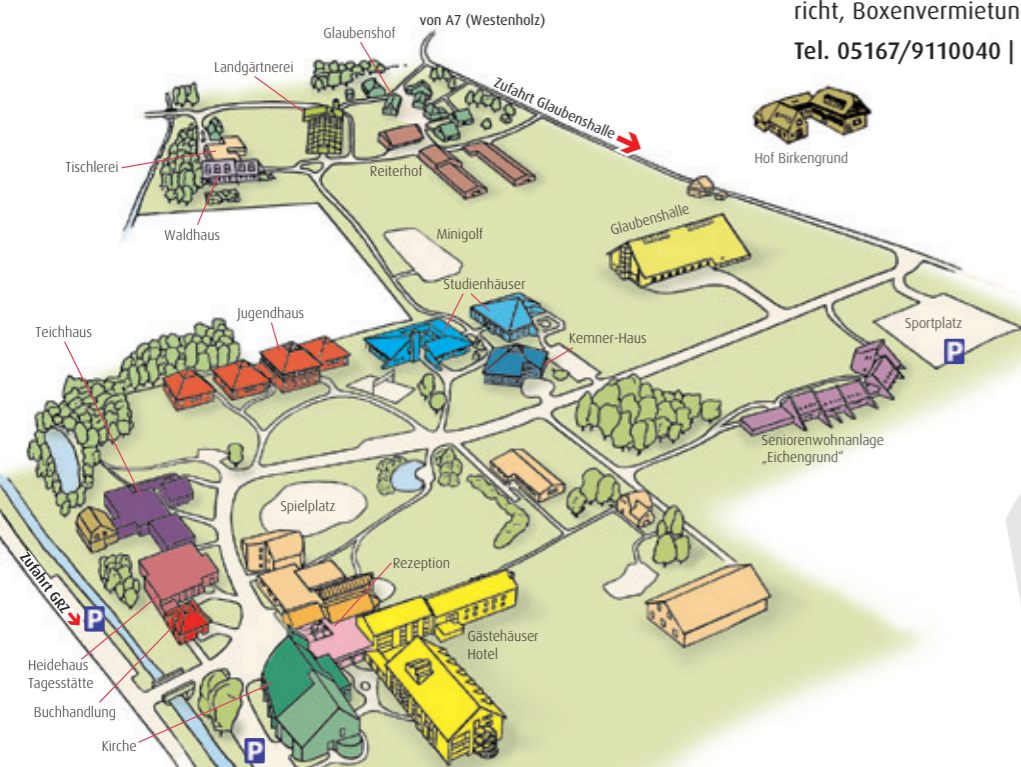 richt, Boxenvermietun
Tel. 05167/9110040 |
von A7 (Westenholz)
Glaubenshof
Landgärtnerei
Zufahrt Glaubenshalle
Hof Birkengrund
Tischlerei
Reiterhof
Waldhaus
Minigolf
Glaubenshalle
Studienhäuser
Jugendhaus
Teichhaus
Kemner-Haus
Sportplatz
P
Seniorenwohnanlage
„Eichengrund“
Spielplatz
Rezeption
Zufahrt GRZ
P
Gästehäuser
Hotel
Heidehaus
Tagesstätte
Buchhandlung
Kirche
P